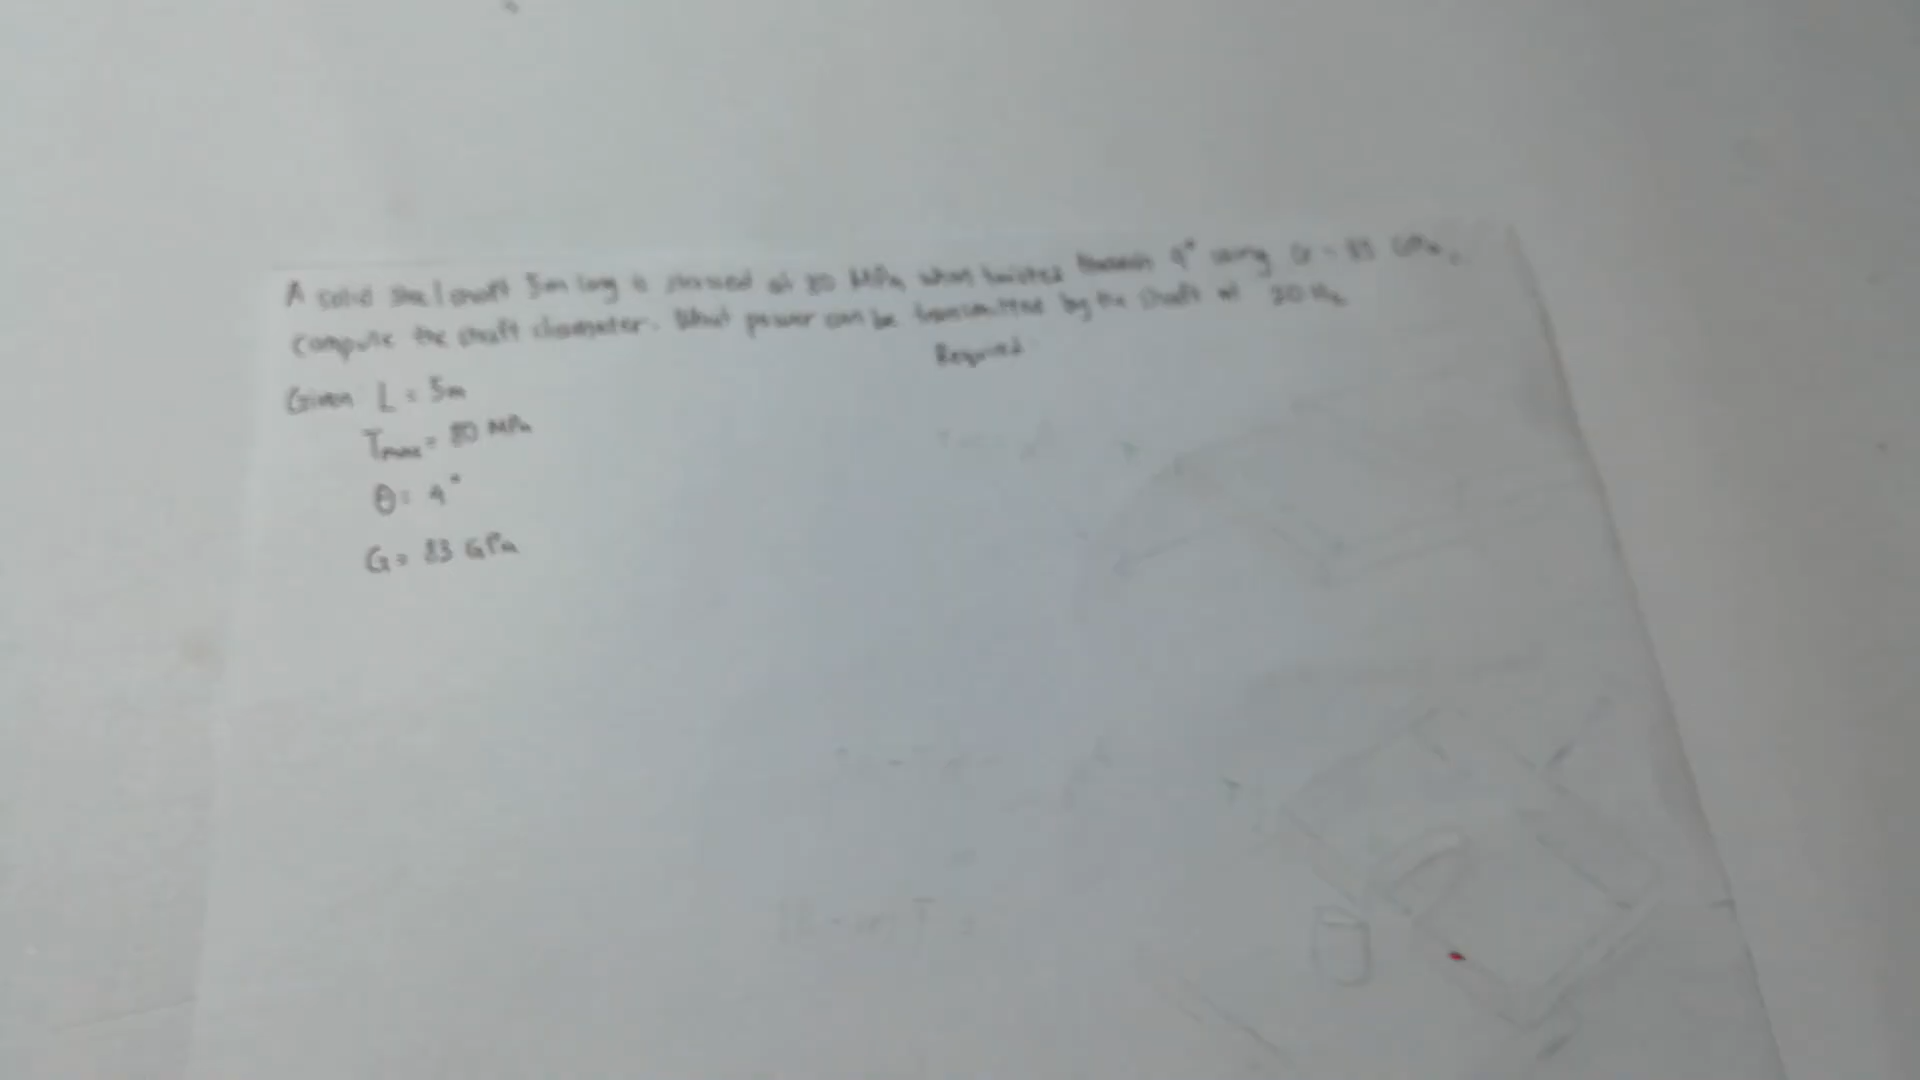 A solid steel shaft 5m long is stressed at 80 MPa when twisted through 4° using G = 83 GPa,
compute the shaft diameter. What power can be transmitted by the shaft at 20 Hz
Required
Given L = 5m
Tmax = 80 MPa
θ = 4°
G = 83 GPa